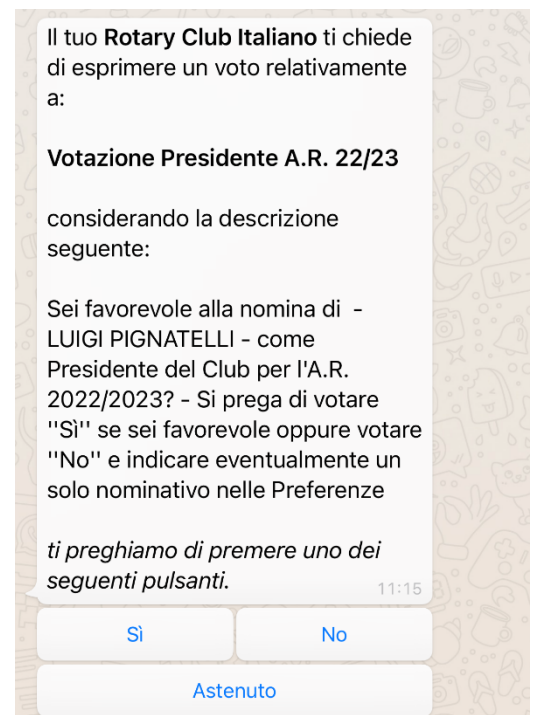 Il tuo Rotary Club Italiano ti chiede
di esprimere un voto relativamente
a:
Votazione Presidente A.R. 22/23
considerando la descrizione
seguente:
Sei favorevole alla nomina di  -
LUIGI PIGNATELLI - come
Presidente del Club per l'A.R.
2022/2023? - Si prega di votare
''Sì'' se sei favorevole oppure votare
''No'' e indicare eventualmente un
solo nominativo nelle Preferenze
ti preghiamo di premere uno dei
seguenti pulsanti.
11:15
Sì
No
Astenuto